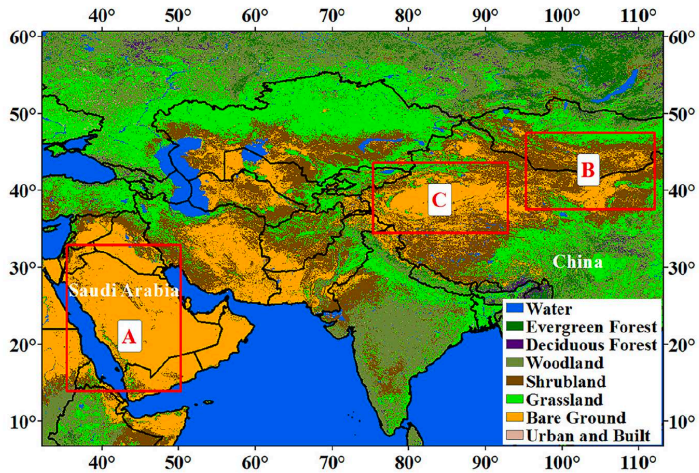 40° 50° 60° 70° 80° 90° 100° 110°
60° 60°
50° 50°
B
40° C 40°
30° China 30°
Saudi Arabia
A
20° 20°
10° 10°
Water
Evergreen Forest
Deciduous Forest
Woodland
Shrubland
Grassland
Bare Ground
Urban and Built
40° 50° 60° 70° 80° 90° 100° 110°